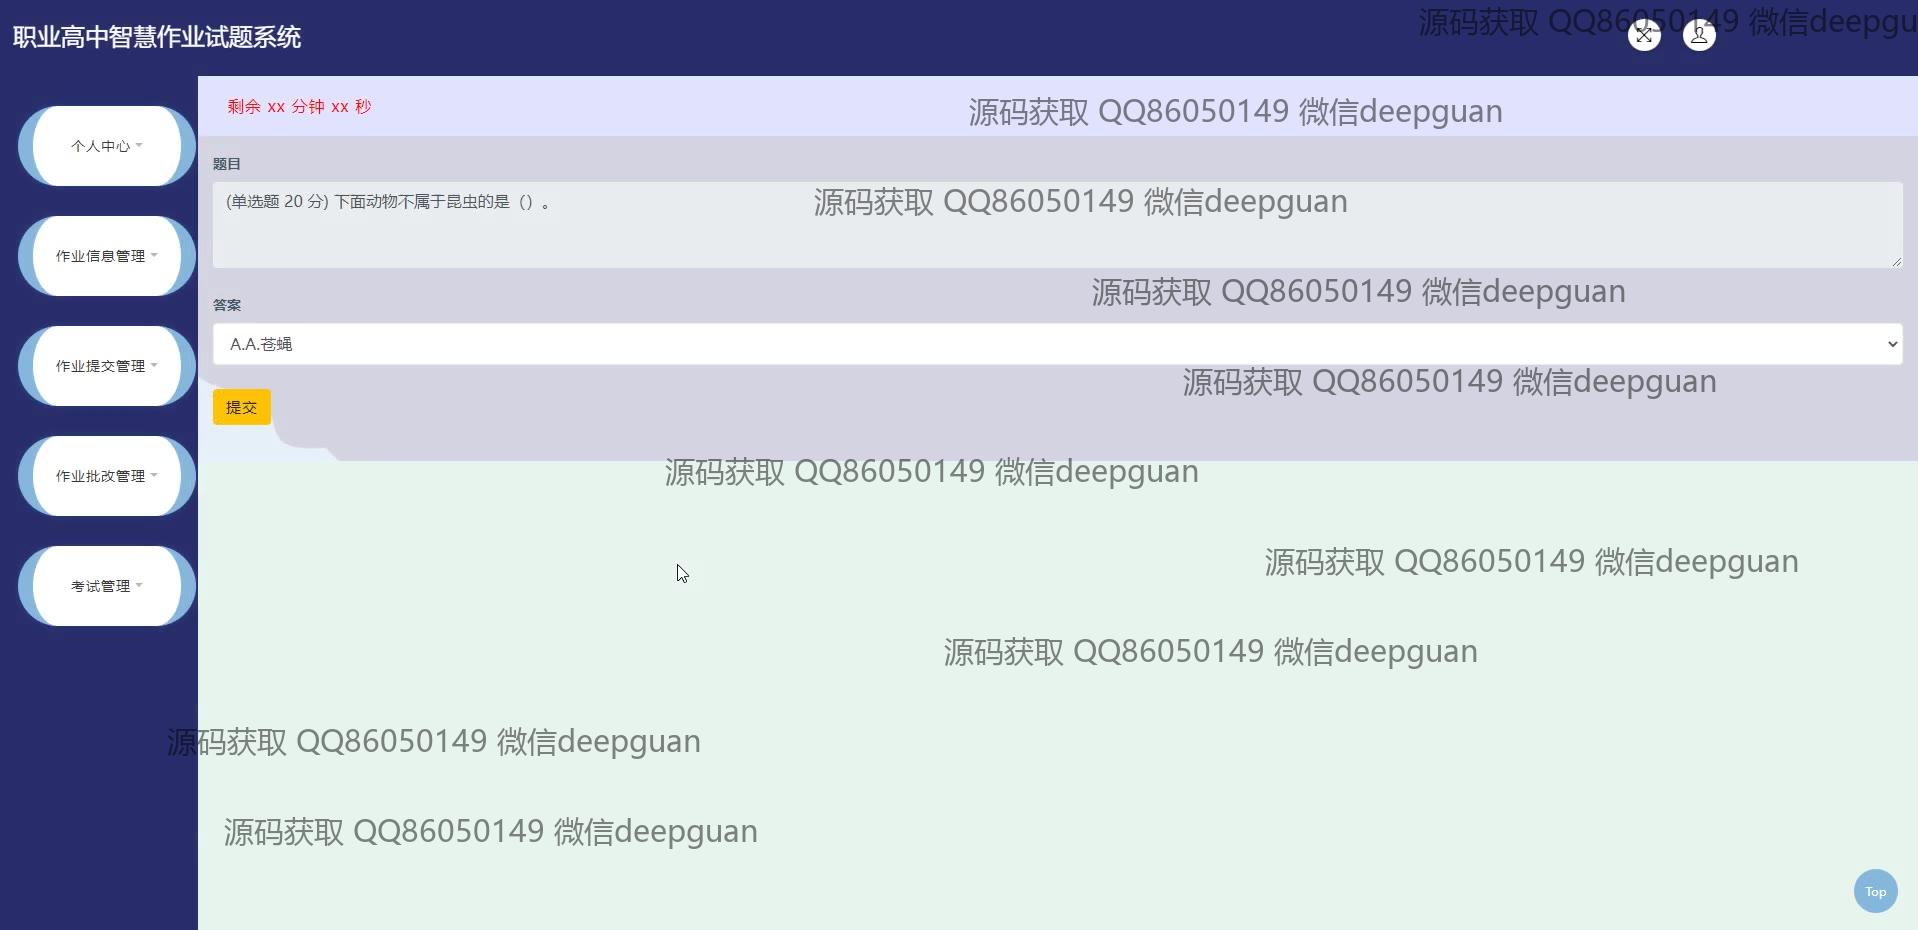 职业高中智慧作业试题系统
源码获取 QQ86050149 微信deepgu
个人中心
作业信息管理
作业提交管理
作业批改管理
考试管理
剩余 xx 分钟 xx 秒
源码获取 QQ86050149 微信deepguan
题目
(单选题 20 分) 下面动物不属于昆虫的是（）。
源码获取 QQ86050149 微信deepguan
源码获取 QQ86050149 微信deepguan
答案
A.A.苍蝇
源码获取 QQ86050149 微信deepguan
提交
源码获取 QQ86050149 微信deepguan
源码获取 QQ86050149 微信deepguan
源码获取 QQ86050149 微信deepguan
源码获取 QQ86050149 微信deepguan
源码获取 QQ86050149 微信deepguan
Top